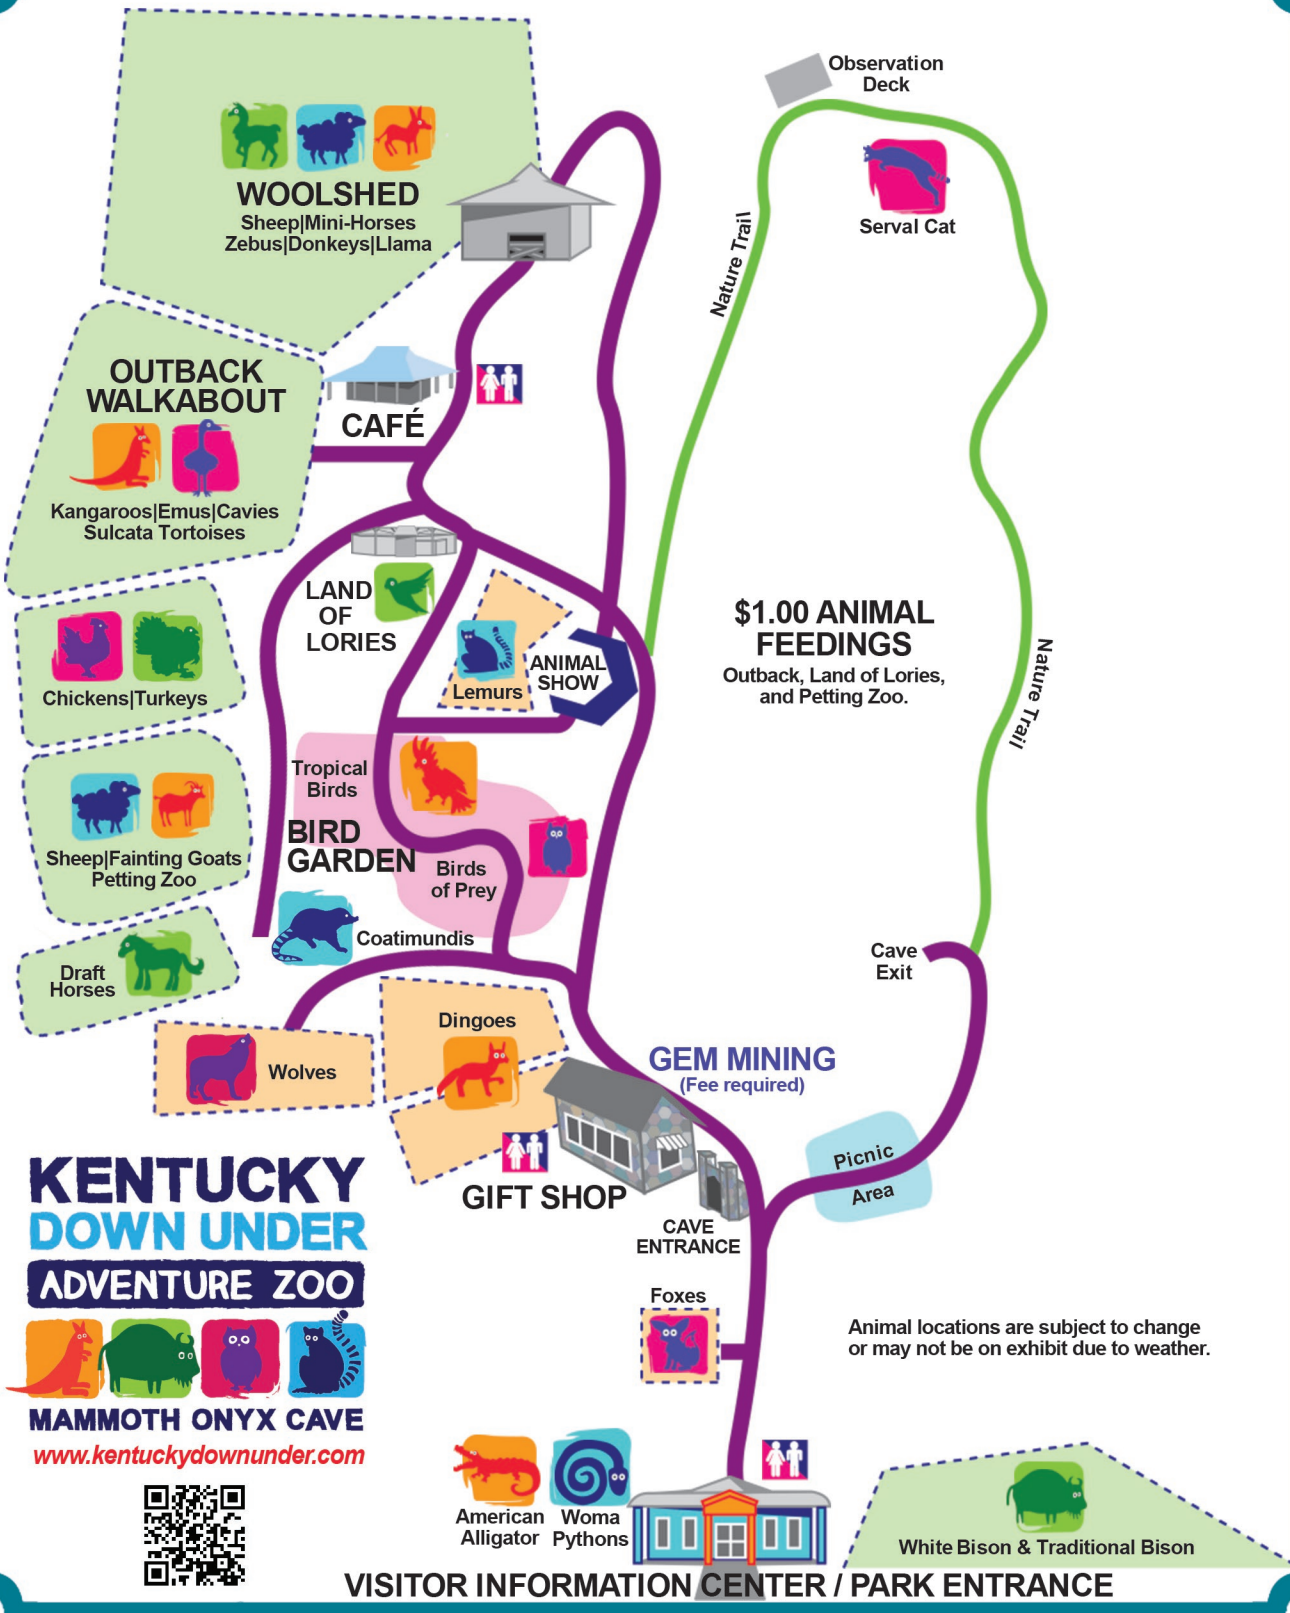 Observation
Deck
Serval Cat
WOOLSHED
Sheep|Mini-Horses
Zebus|Donkeys|Llama
Nature Trail
OUTBACK
WALKABOUT
Kangaroos|Emus|Cavies
Sulcata Tortoises
CAFÉ
LAND
OF
LORIES
Lemurs
ANIMAL
SHOW
$1.00 ANIMAL
FEEDINGS
Outback, Land of Lories,
and Petting Zoo.
Nature Trail
Chickens|Turkeys
Tropical
Birds
BIRD
GARDEN
Birds
of Prey
Sheep|Fainting Goats
Petting Zoo
Coatimundis
Draft
Horses
Cave
Exit
Dingoes
Wolves
GEM MINING
(Fee required)
Picnic
Area
GIFT SHOP
CAVE
ENTRANCE
Foxes
KENTUCKY
DOWN UNDER
ADVENTURE ZOO
MAMMOTH ONYX CAVE
www.kentuckydownunder.com
Animal locations are subject to change
or may not be on exhibit due to weather.
American
Alligator
Woma
Pythons
White Bison & Traditional Bison
VISITOR INFORMATION CENTER / PARK ENTRANCE